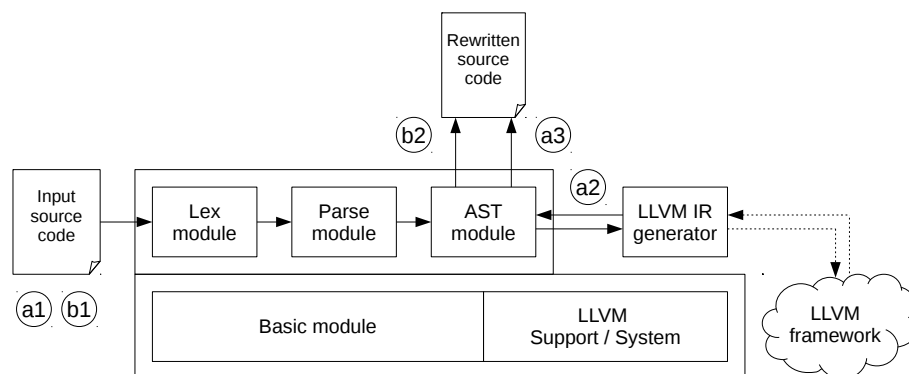 Rewritten
source
code
b2
a3
Input
source
code
Lex
module
Parse
module
AST
module
a2
LLVM IR
generator
a1
b1
Basic module
LLVM
Support / System
LLVM
framework